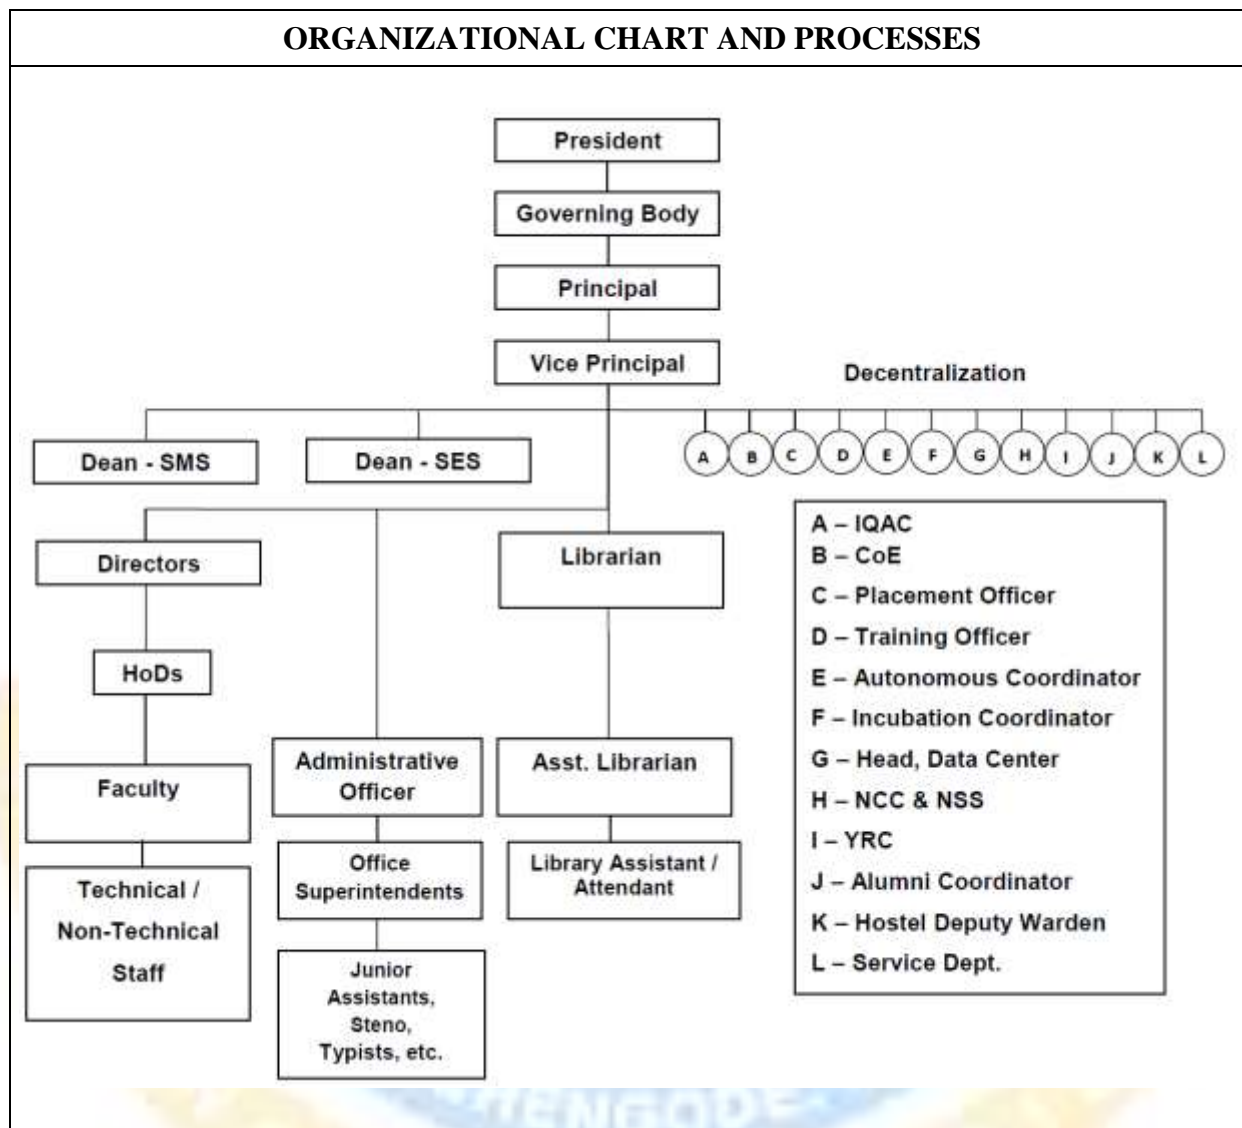 ORGANIZATIONAL CHART AND PROCESSES
President
Governing Body
Principal
Vice Principal
Decentralization
Dean - SMS
Dean - SES
A
B
C
D
E
F
G
H
I
J
K
L
Directors
Librarian
HoDs
Faculty
Administrative
Officer
Asst. Librarian
Technical /
Non-Technical
Staff
Office
Superintendents
Library Assistant /
Attendant
Junior
Assistants,
Steno,
Typists, etc.
A – IQAC
B – CoE
C – Placement Officer
D – Training Officer
E – Autonomous Coordinator
F – Incubation Coordinator
G – Head, Data Center
H – NCC & NSS
I – YRC
J – Alumni Coordinator
K – Hostel Deputy Warden
L – Service Dept.